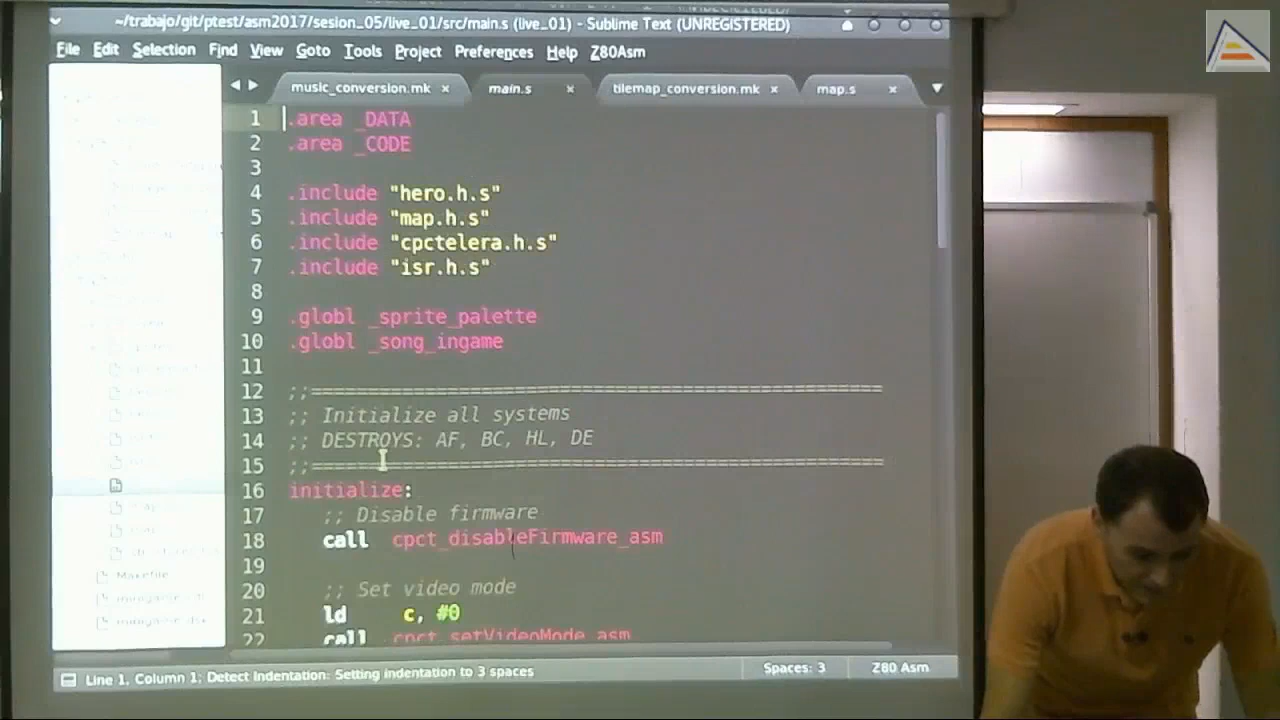 ~/trabajo/git/ptest/asm2017/sesion_05/live_01/src/main.s (live_01) - Sublime Text (UNREGISTERED)
File Edit Selection Find View Goto Tools Project Preferences Help Z80Asm
music_conversion.mk × main.s × tilemap_conversion.mk × map.s ×
1 .area _DATA
2 .area _CODE
3
4 .include "hero.h.s"
5 .include "map.h.s"
6 .include "cpctelera.h.s"
7 .include "isr.h.s"
8
9 .globl _sprite_palette
10 .globl _song_ingame
11
12 ;;===================================================
13 ;; Initialize all systems
14 ;; DESTROYS: AF, BC, HL, DE
15 ;;===================================================
16 initialize:
17 ;; Disable firmware
18 call cpct_disableFirmware_asm
19
20 ;; Set video mode
21 ld c, #0
22 call cpct_setVideoMode_asm
Makefile
Line 1, Column 1; Detect Indentation: Setting indentation to 3 spaces
Spaces: 3
Z80 Asm